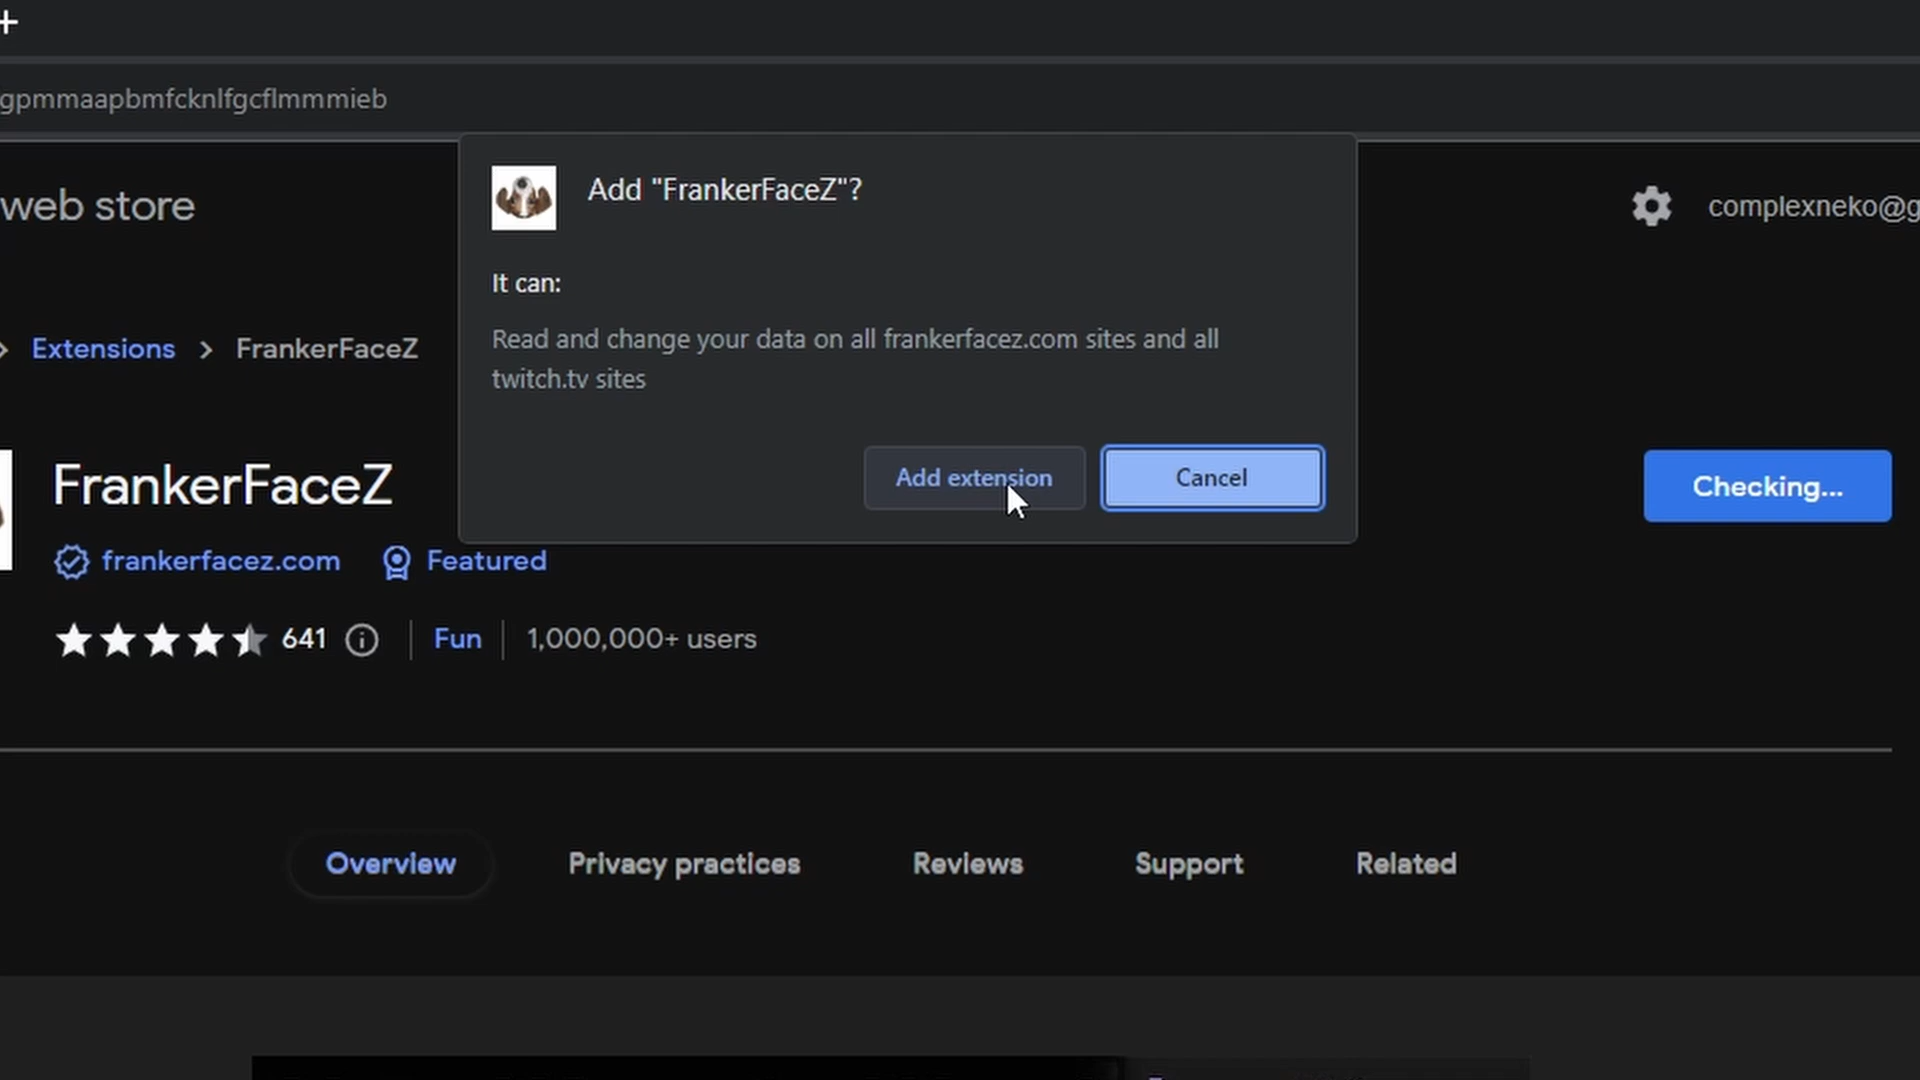 +
gpmmaapbmfcknlfgcflmmmieb
web store
complexneko@g
Extensions > FrankerFaceZ
Add "FrankerFaceZ"?
It can:
Read and change your data on all frankerfacez.com sites and all
twitch.tv sites
Add extension
Cancel
FrankerFaceZ
Checking...
frankerfacez.com
Featured
641
Fun
1,000,000+ users
Overview
Privacy practices
Reviews
Support
Related